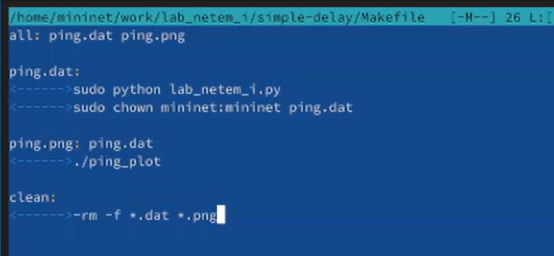 /home/mininet/work/lab_netem_i/simple-delay/Makefile [-M--] 26 L:[
all: ping.dat ping.png
ping.dat:
<------>sudo python lab_netem_i.py
<------>sudo chown mininet:mininet ping.dat
ping.png: ping.dat
<------>./ping_plot
clean:
<------>-rm -f *.dat *.png